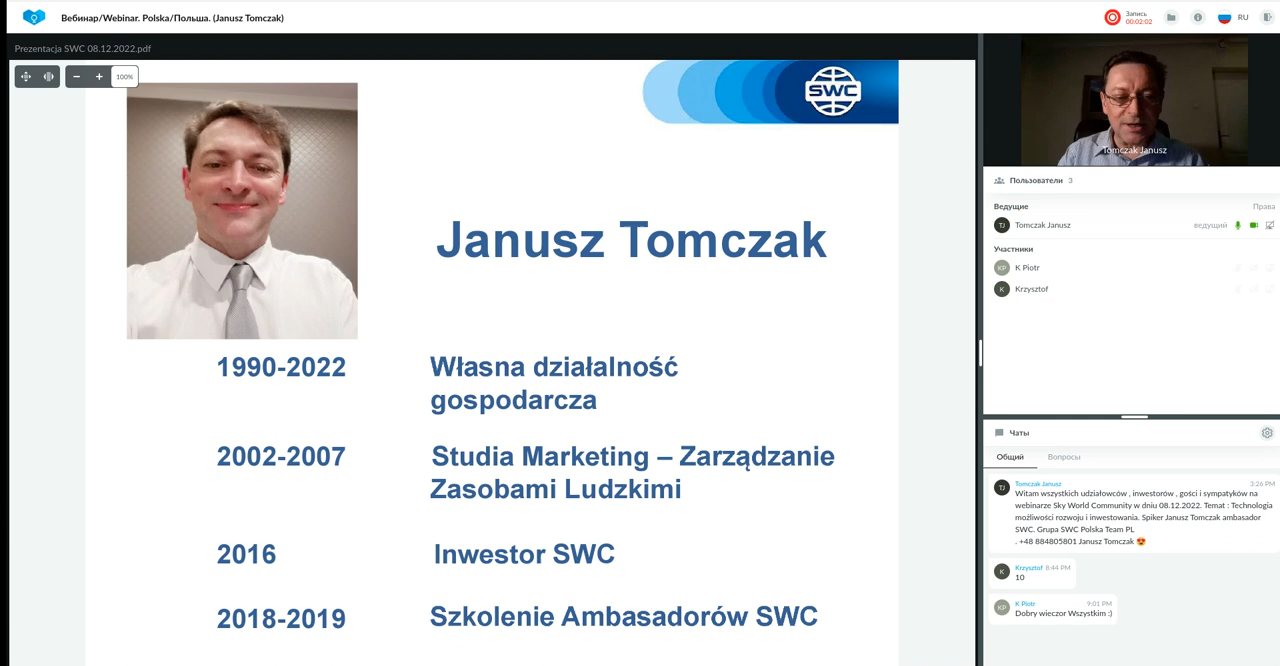 Вебинар/Webinar. Polska/Польша. (Janusz Tomczak)
Запись
00:02:02
RU
Prezentacja SWC 08.12.2022.pdf
100%
SWC
Janusz Tomczak
1990-2022 Własna działalność
gospodarcza
2002-2007 Studia Marketing – Zarządzanie
Zasobami Ludzkimi
2016 Inwestor SWC
2018-2019 Szkolenie Ambasadorów SWC
Tomczak Janusz
Пользователи 3
Ведущие Права
TJ Tomczak Janusz ведущий
Участники
KP K Piotr
K Krzysztof
Чаты
Общий Вопросы
TJ Tomczak Janusz 3:26 PM
Witam wszystkich udziałowców , inwestorów , gości i sympatyków na
webinarze Sky World Community w dniu 08.12.2022. Temat : Technologia
możliwości rozwoju i inwestowania. Spiker Janusz Tomczak ambasador
SWC. Grupa SWC Polska Team PL
. +48 884805801 Janusz Tomczak 😍
K Krzysztof 8:44 PM
10
KP K Piotr 9:01 PM
Dobry wieczor Wszystkim :)